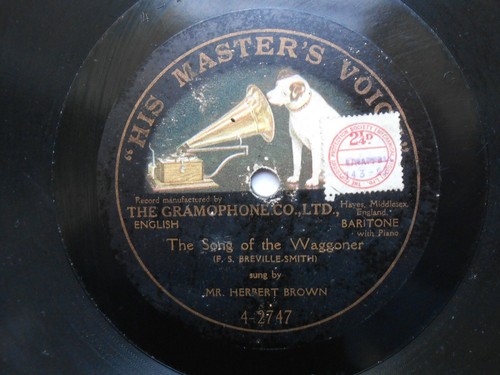 "HIS MASTER'S VOICE"
2½D
Record manufactured by
THE GRAMOPHONE CO., LTD.,
Hayes, Middlesex,
England.
ENGLISH
BARITONE
with Piano
The Song of the Waggoner
(F. S. BREVILLE-SMITH)
sung by
MR. HERBERT BROWN
4-2747